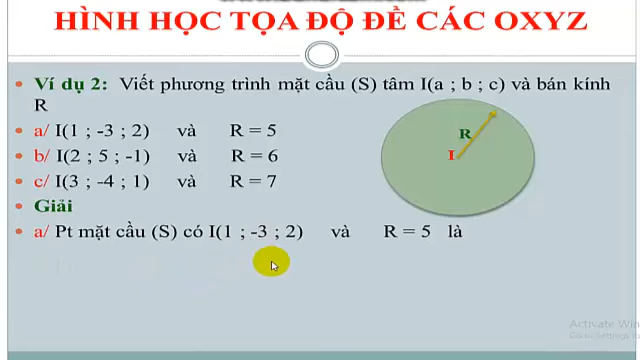 HÌNH HỌC TỌA ĐỘ ĐỀ CÁC OXYZ
Ví dụ 2: Viết phương trình mặt cầu (S) tâm I(a ; b ; c) và bán kính
R
a/ I(1 ; -3 ; 2) và R = 5
b/ I(2 ; 5 ; -1) và R = 6
c/ I(3 ; -4 ; 1) và R = 7
R
I
Giải
a/ Pt mặt cầu (S) có I(1 ; -3 ; 2) và R = 5 là
Activate Win